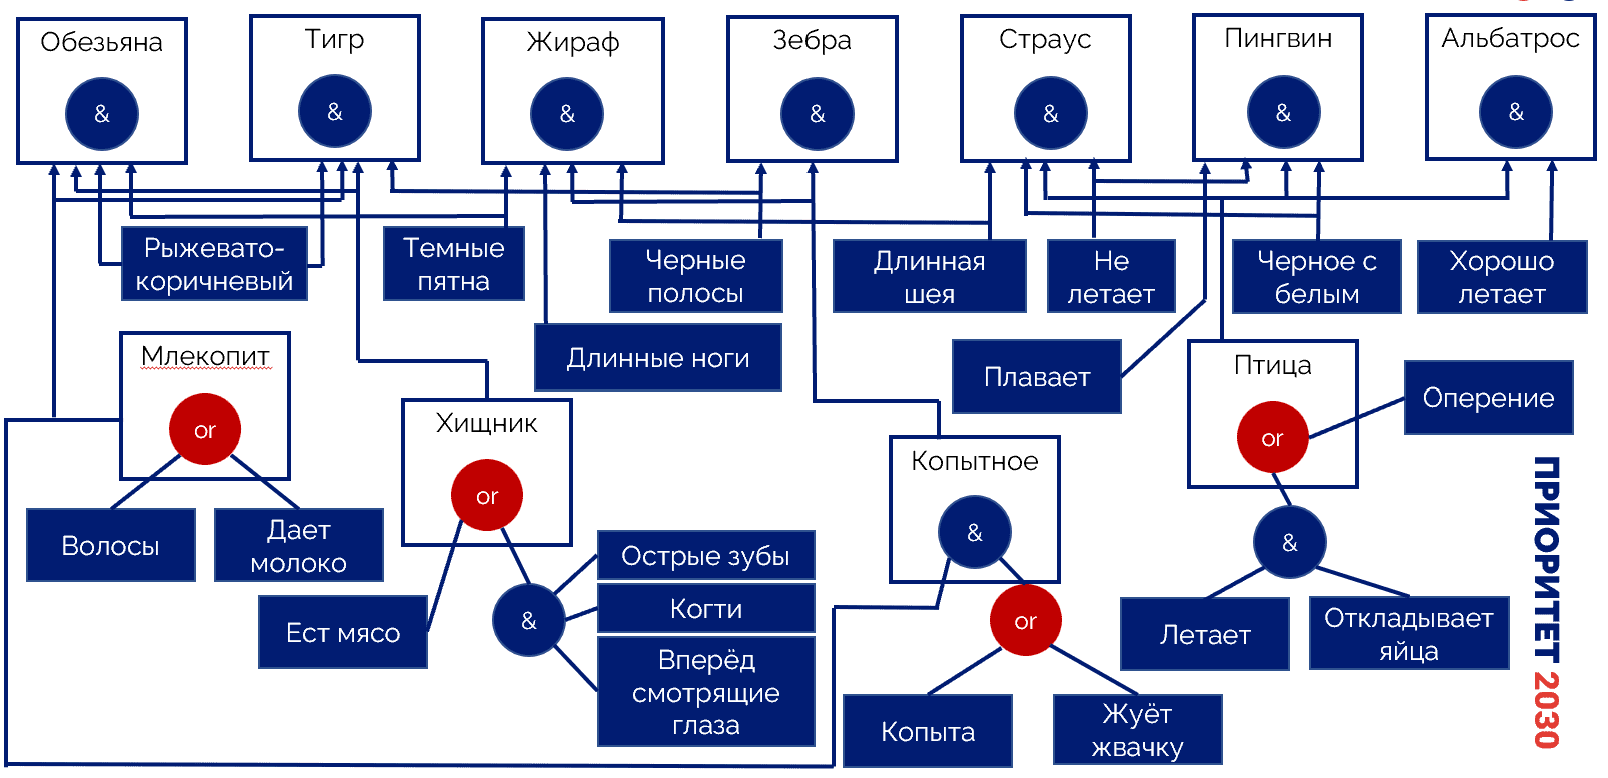 Обезьяна
&
Тигр
&
Жираф
&
Зебра
&
Страус
&
Пингвин
&
Альбатрос
&
Рыжевато-
коричневый
Темные
пятна
Черные
полосы
Длинная
шея
Не
летает
Черное с
белым
Хорошо
летает
Длинные ноги
Плавает
Млекопит
or
Волосы
Дает
молоко
Хищник
or
Ест мясо
&
Острые зубы
Когти
Вперёд
смотрящие
глаза
Копытное
&
or
Копыта
Жуёт
жвачку
Птица
or
Оперение
&
Летает
Откладывает
яйца
ПРИОРИТЕТ 2030